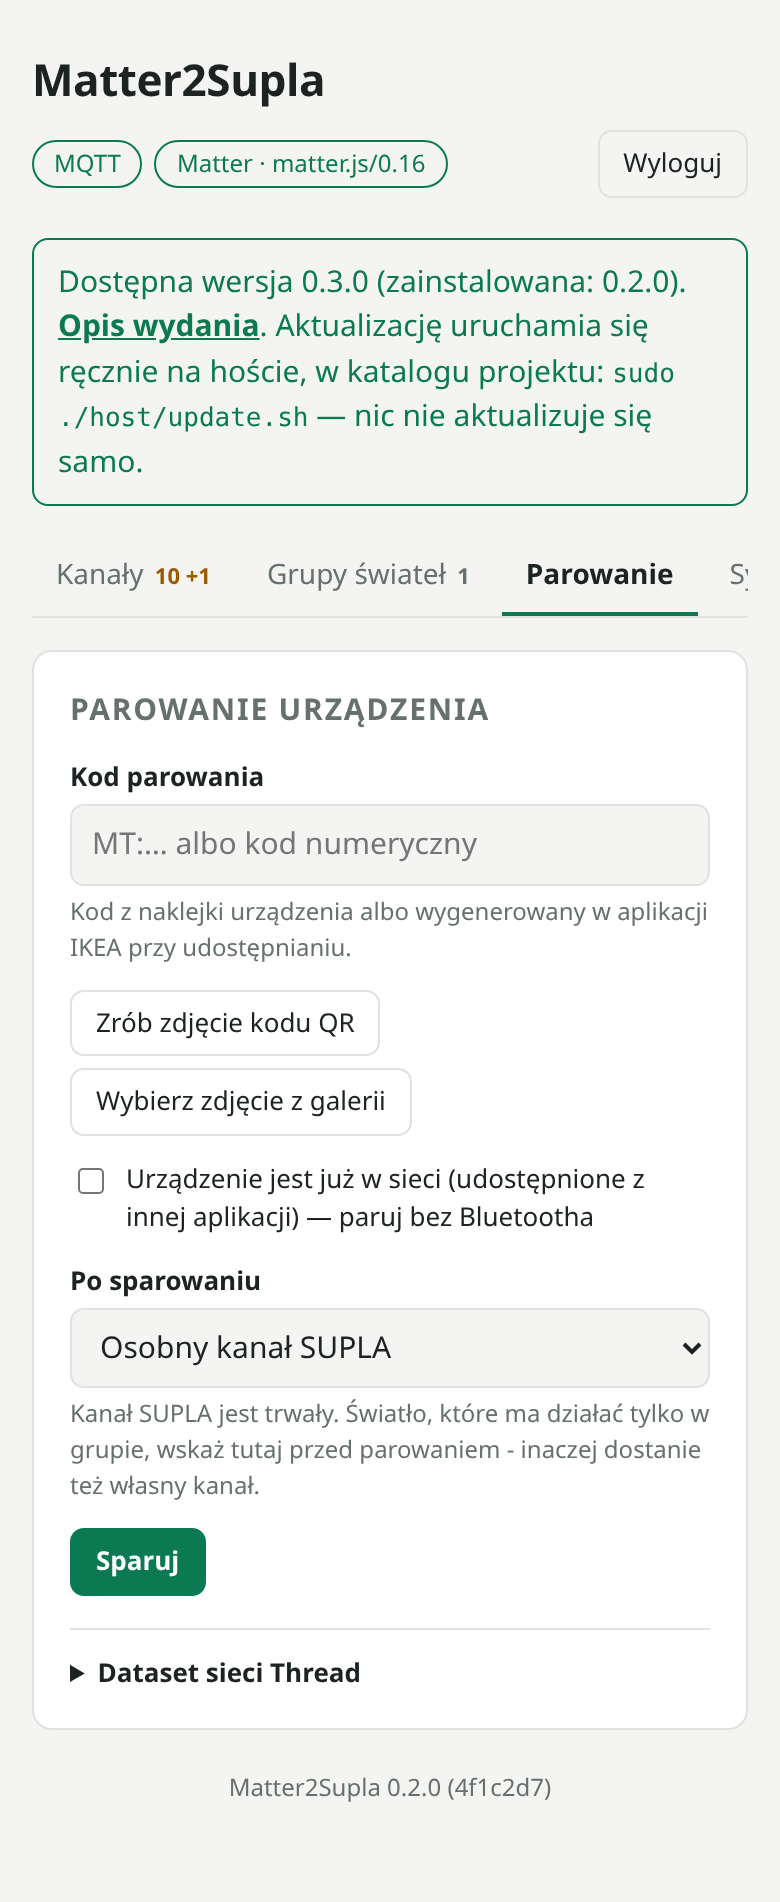 Matter2Supla
MQTT
Matter · matter.js/0.16
Wyloguj
Dostępna wersja 0.3.0 (zainstalowana: 0.2.0).
Opis wydania. Aktualizację uruchamia się
ręcznie na hoście, w katalogu projektu: sudo
./host/update.sh — nic nie aktualizuje się
samo.
Kanały 10 +1
Grupy świateł 1
Parowanie
PAROWANIE URZĄDZENIA
Kod parowania
MT:... albo kod numeryczny
Kod z naklejki urządzenia albo wygenerowany w aplikacji
IKEA przy udostępnianiu.
Zrób zdjęcie kodu QR
Wybierz zdjęcie z galerii
Urządzenie jest już w sieci (udostępnione z
innej aplikacji) — paruj bez Bluetootha
Po sparowaniu
Osobny kanał SUPLA
Kanał SUPLA jest trwały. Światło, które ma działać tylko w
grupie, wskaż tutaj przed parowaniem - inaczej dostanie
też własny kanał.
Sparuj
Dataset sieci Thread
Matter2Supla 0.2.0 (4f1c2d7)